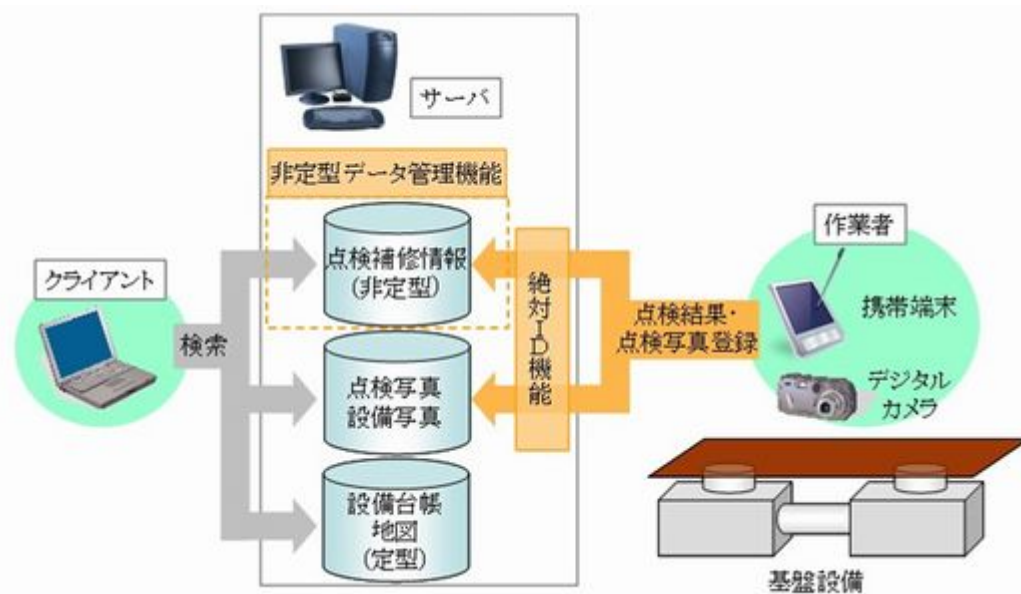 サーバ
非定型データ管理機能
点検補修情報
(非定型)
クライアント
検索
絶対ID機能
点検結果・
点検写真登録
作業者
携帯端末
デジタル
カメラ
点検写真
設備写真
設備台帳
地図
(定型)
基盤設備